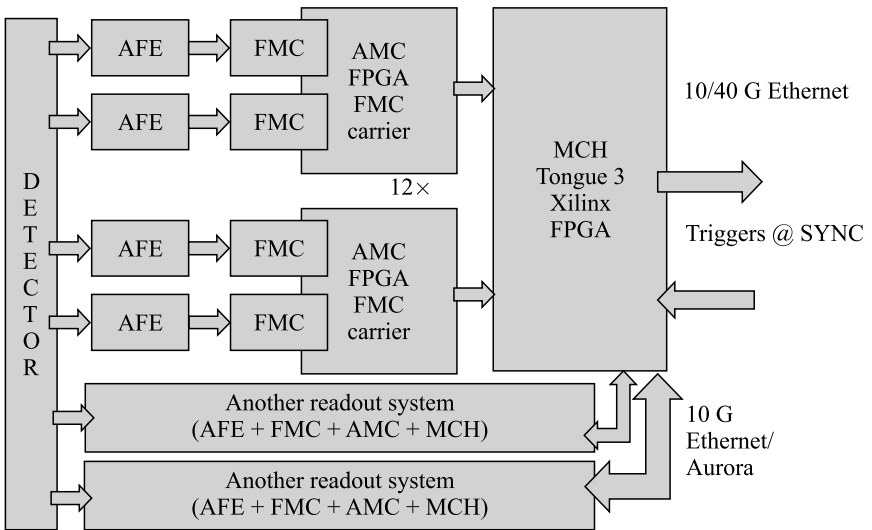 DETECTOR
AFE
FMC
AFE
FMC
AMC
FPGA
FMC
carrier
12×
AFE
FMC
AFE
FMC
AMC
FPGA
FMC
carrier
MCH
Tongue 3
Xilinx
FPGA
10/40 G Ethernet
Triggers @ SYNC
Another readout system
(AFE + FMC + AMC + MCH)
Another readout system
(AFE + FMC + AMC + MCH)
10 G
Ethernet/
Aurora